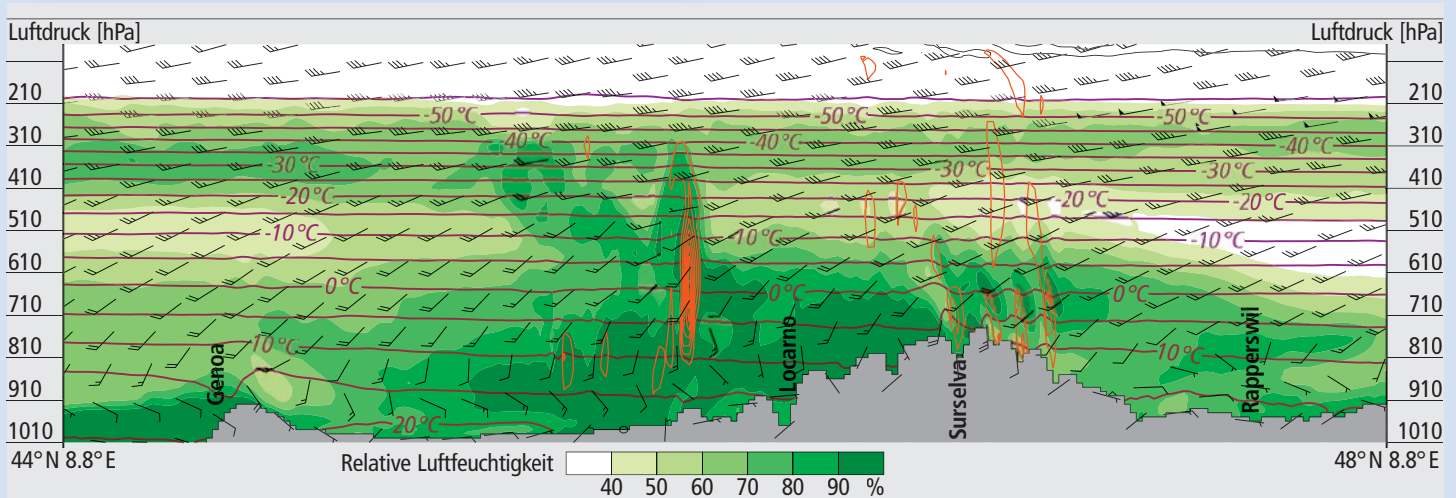 Luftdruck [hPa] Luftdruck [hPa]
210 210
-50°C -50°C -50°C
310 -40°C -40°C -40°C 310
-30°C -30°C -30°C
410 410
-20°C -20°C -20°C
510 510
-10°C -10°C -10°C
610 610
0°C 0°C 0°C
710 710
10°C 10°C
810 810
Genoa Locarno Surselva Rapperswil
910 910
20°C
1010 1010
44° N 8.8° E 48° N 8.8° E
Relative Luftfeuchtigkeit
40 50 60 70 80 90 %